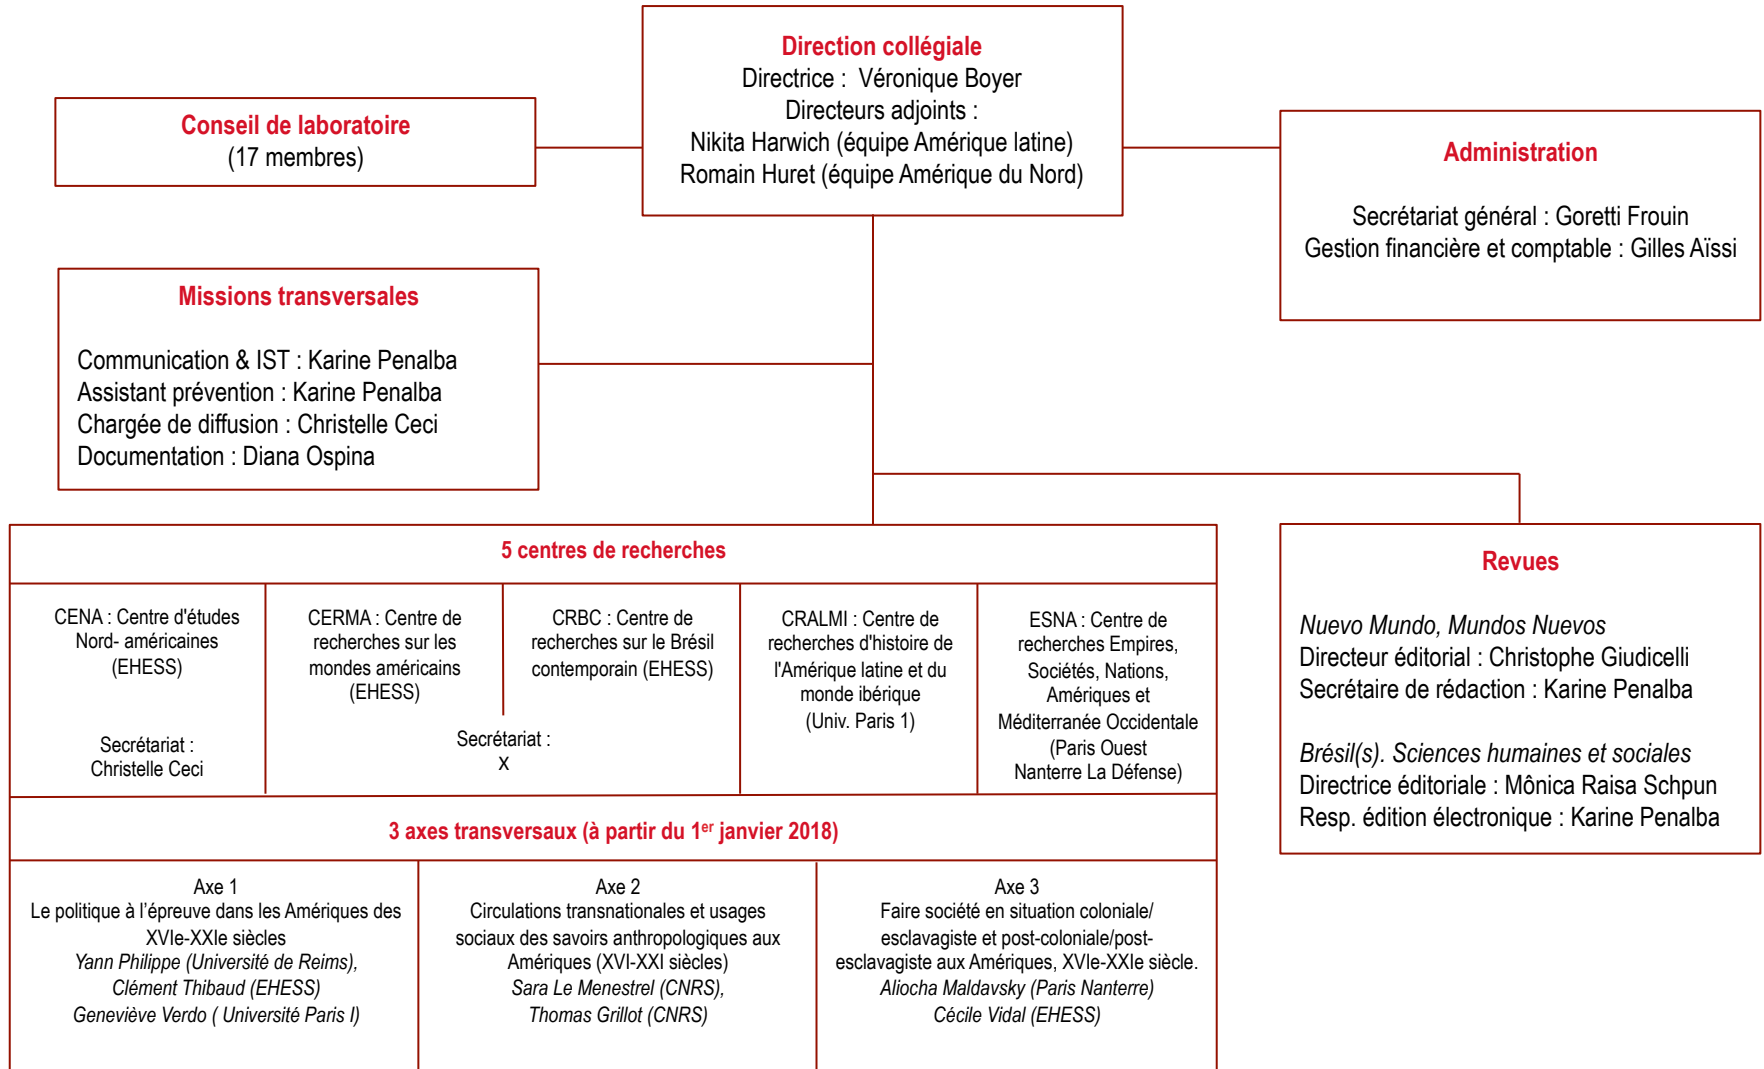 Direction collégiale
Directrice :  Véronique Boyer
Directeurs adjoints :
Nikita Harwich (équipe Amérique latine)
Romain Huret (équipe Amérique du Nord)
Conseil de laboratoire
(17 membres)
Administration
Secrétariat général : Goretti Frouin
Gestion financière et comptable : Gilles Aïssi
Missions transversales
Communication & IST : Karine Penalba
Assistant prévention : Karine Penalba
Chargée de diffusion : Christelle Ceci
Documentation : Diana Ospina
5 centres de recherches
CENA : Centre d'études
Nord- américaines
(EHESS)
Secrétariat :
Christelle Ceci
CERMA : Centre de
recherches sur les
mondes américains
(EHESS)
CRBC : Centre de
recherches sur le Brésil
contemporain (EHESS)
Secrétariat :
X
CRALMI : Centre de
recherches d'histoire de
l'Amérique latine et du
monde ibérique
(Univ. Paris 1)
ESNA : Centre de
recherches Empires,
Sociétés, Nations,
Amériques et
Méditerranée Occidentale
(Paris Ouest
Nanterre La Défense)
Revues
Nuevo Mundo, Mundos Nuevos
Directeur éditorial : Christophe Giudicelli
Secrétaire de rédaction : Karine Penalba
Brésil(s). Sciences humaines et sociales
Directrice éditoriale : Mônica Raisa Schpun
Resp. édition électronique : Karine Penalba
3 axes transversaux (à partir du 1er janvier 2018)
Axe 1
Le politique à l’épreuve dans les Amériques des
XVIe-XXIe siècles
Yann Philippe (Université de Reims),
Clément Thibaud (EHESS)
Geneviève Verdo ( Université Paris I)
Axe 2
Circulations transnationales et usages
sociaux des savoirs anthropologiques aux
Amériques (XVI-XXI siècles)
Sara Le Menestrel (CNRS),
Thomas Grillot (CNRS)
Axe 3
Faire société en situation coloniale/
esclavagiste et post-coloniale/post-
esclavagiste aux Amériques, XVIe-XXIe siècle.
Aliocha Maldavsky (Paris Nanterre)
Cécile Vidal (EHESS)